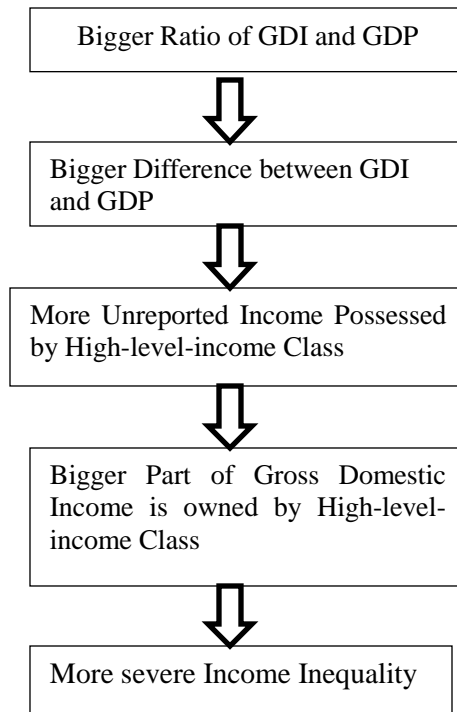 Bigger Ratio of GDI and GDP
Bigger Difference between GDI
and GDP
More Unreported Income Possessed
by High-level-income Class
Bigger Part of Gross Domestic
Income is owned by High-level-
income Class
More severe Income Inequality